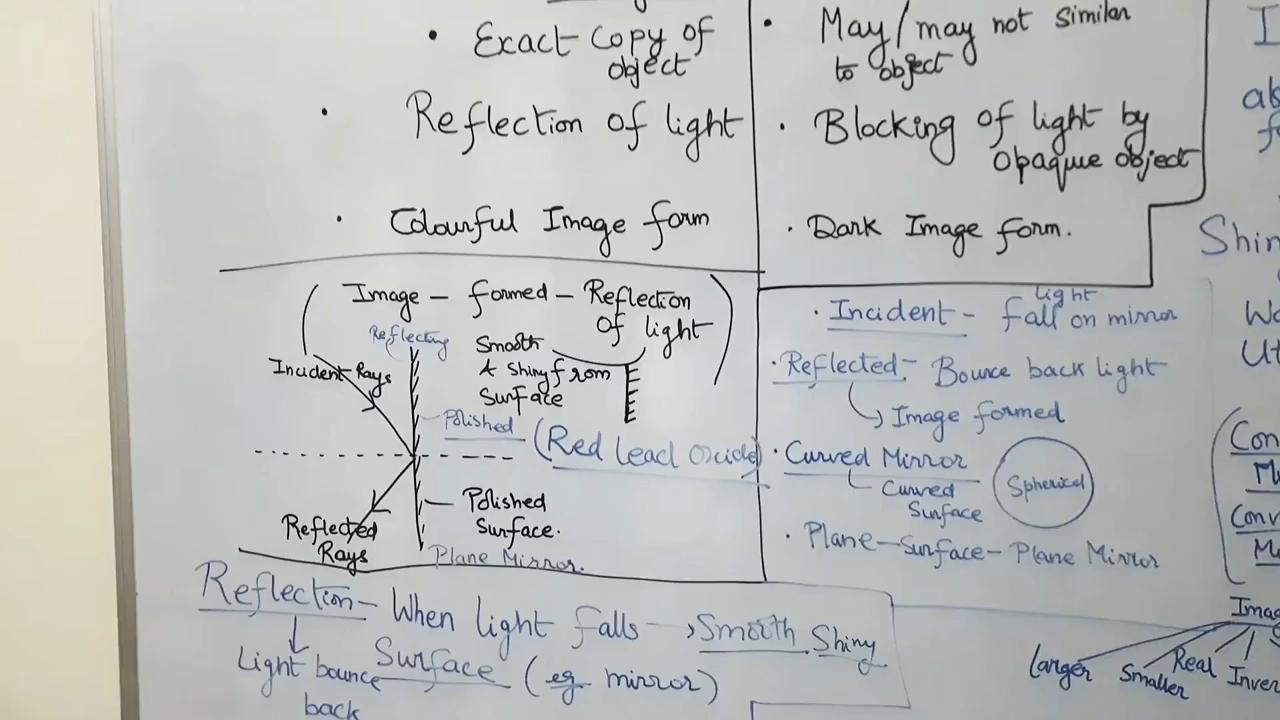 • Exact Copy of
object
• Reflection of light
• Colourful Image form
• May/may not similar
to object
• Blocking of light by
opaque object
• Dark Image form.
(Image - formed - Reflection
of light)
Reflecting
Smooth
& shiny from
surface
Incident Rays
Polished (Red Lead Oxide)
Polished
Surface.
Reflected
Rays
Plane Mirror.
• Incident - light
fall on mirror
• Reflected - Bounce back light
Image formed
• Curved Mirror
Curved
Surface
Spherical
• Plane - Surface - Plane Mirror
Reflection - When light falls → Smooth Shiny
Surface (eg mirror)
Light bounce
back
Shin
Con
M
Conv
M
Imag
Larger
Smaller
Real
Inver